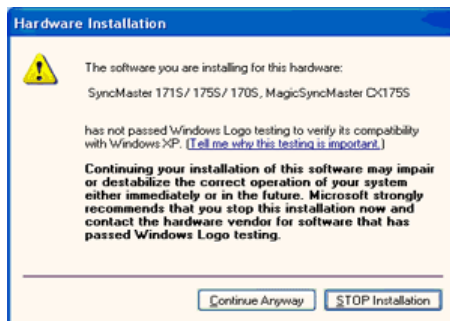 Hardware Installation
The software you are installing for this hardware:
SyncMaster 171S/ 175S/ 170S, MagicSyncMaster CX175S
has not passed Windows Logo testing to verify its compatibility
with Windows XP. (Tell me why this testing is important.)
Continuing your installation of this software may impair
or destabilize the correct operation of your system
either immediately or in the future. Microsoft strongly
recommends that you stop this installation now and
contact the hardware vendor for software that has
passed Windows Logo testing.
Continue Anyway
STOP Installation